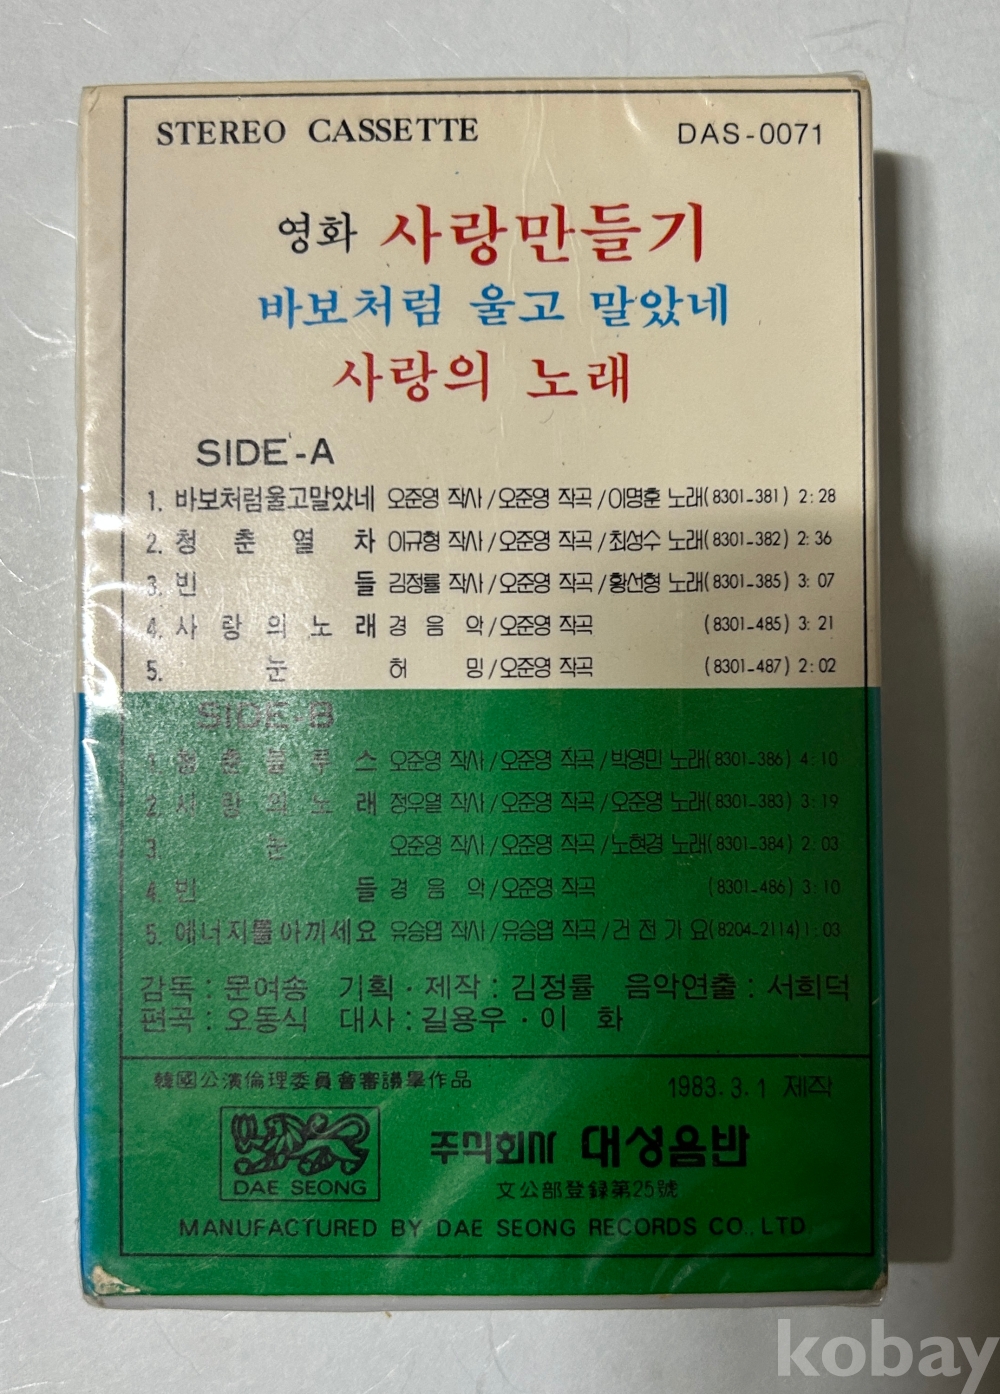 STEREO CASSETTE DAS-0071
영화 사랑만들기
바보처럼 울고 말았네
사랑의 노래
SIDE-A
1. 바보처럼울고말았네 오준영 작사/오준영 작곡/이명훈 노래(8301-381) 2:28
2. 청춘열차 이규형 작사/오준영 작곡/최성수 노래(8301-382) 2:36
3. 빈들 김정률 작사/오준영 작곡/황선형 노래(8301-385) 3:07
4. 사랑의노래 경음악/오준영 작곡 (8301-485) 3:21
5. 눈 허밍/오준영 작곡 (8301-487) 2:02
SIDE-B
1. 청춘블루스 오준영 작사/오준영 작곡/박영민 노래(8301-386) 4:10
2. 사랑의노래 정우열 작사/오준영 작곡/오준영 노래(8301-383) 3:19
3. 눈 오준영 작사/오준영 작곡/노현경 노래(8301-384) 2:03
4. 빈들 경음악/오준영 작곡 (8301-486) 3:10
5. 애너지를아끼세요 유승엽 작사/유승엽 작곡/건전가요(8204-2114) 1:03
감독 : 문여송 기획 · 제작 : 김정률 음악연출 : 서희덕
편곡 : 오동식 대사 : 길용우 · 이 화
韓國公演倫理委員會審議畢作品 1983. 3. 1 제작
DAE SEONG
주식회사 대성음반
文公部登録第25號
MANUFACTURED BY DAE SEONG RECORDS CO., LTD
kobay